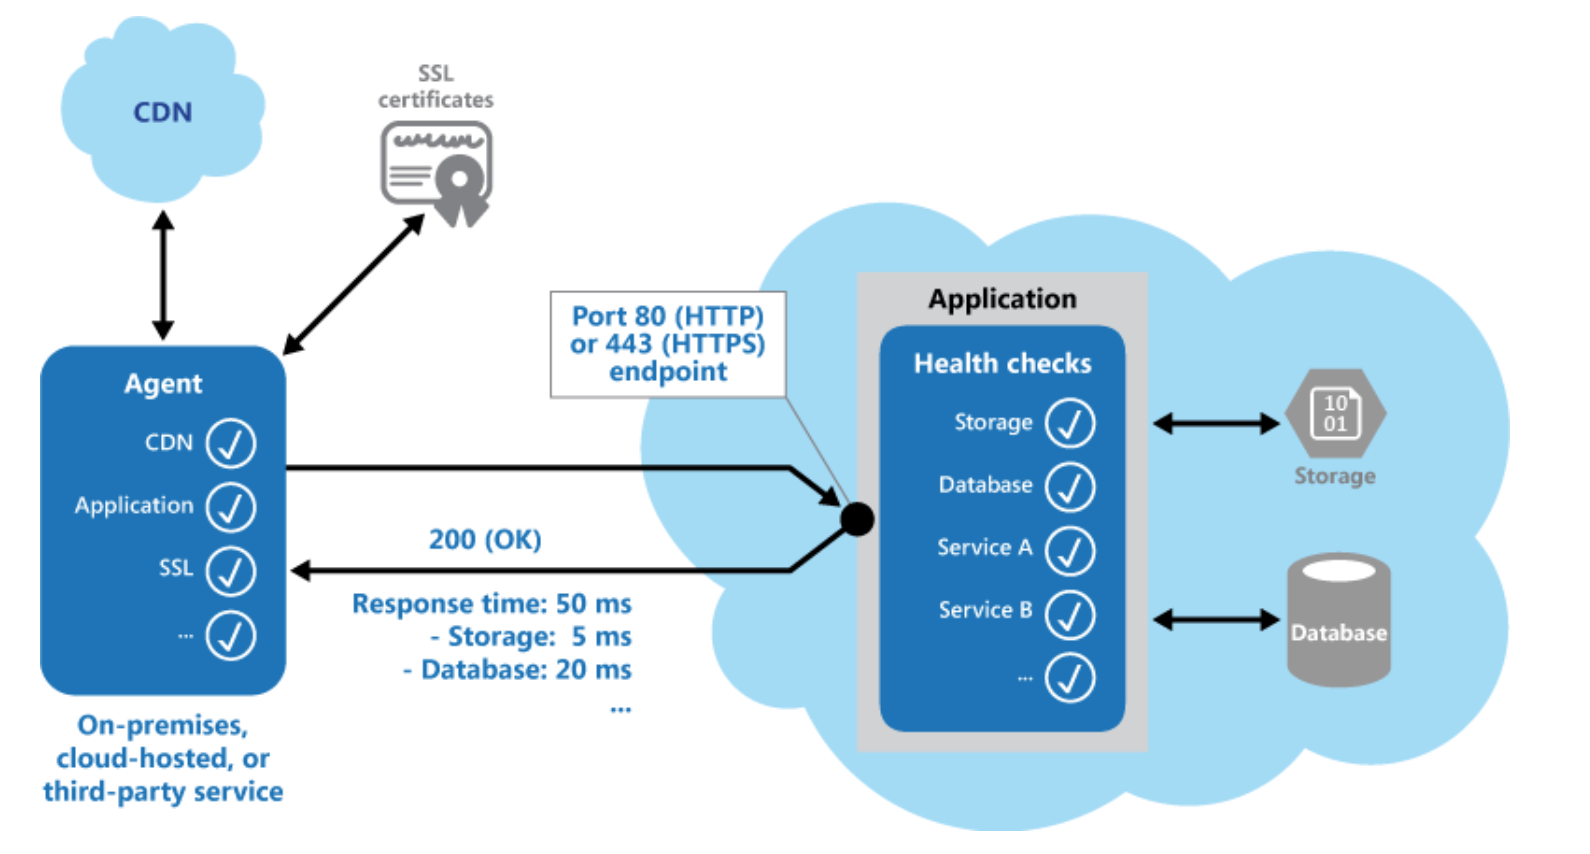 CDN
SSL
certificates
Agent
CDN
Application
SSL
...
On-premises,
cloud-hosted, or
third-party service
Port 80 (HTTP)
or 443 (HTTPS)
endpoint
200 (OK)
Response time: 50 ms
- Storage: 5 ms
- Database: 20 ms
...
Application
Health checks
Storage
Database
Service A
Service B
...
10
01
Storage
Database